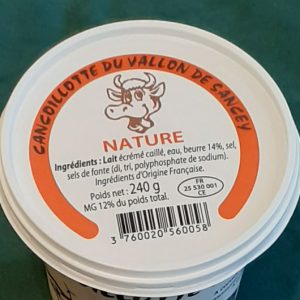 CANCOILLOTTE DU VALLON DE SANCEY
NATURE
Ingrédients : Lait écrémé caillé, eau, beurre 14%, sel,
sels de fonte (di, tri, polyphosphate de sodium).
Ingrédients d'Origine Française.
Poids net : 240 g
MG 12% du poids total.
FR
25 530 001
CE
3 760020 560058